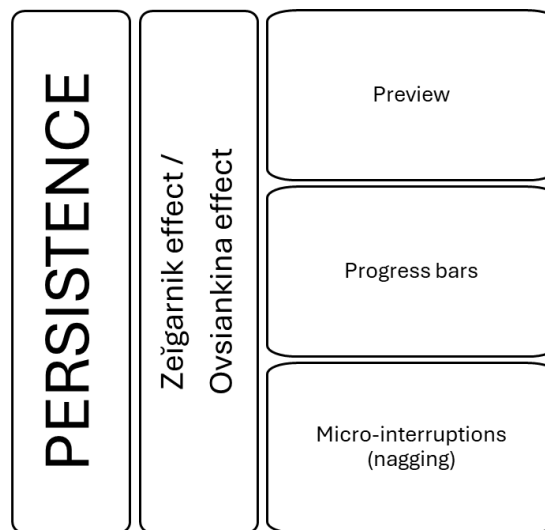 PERSISTENCE
Zeĭgarnik effect /
Ovsiankina effect
Preview
Progress bars
Micro-interruptions
(nagging)